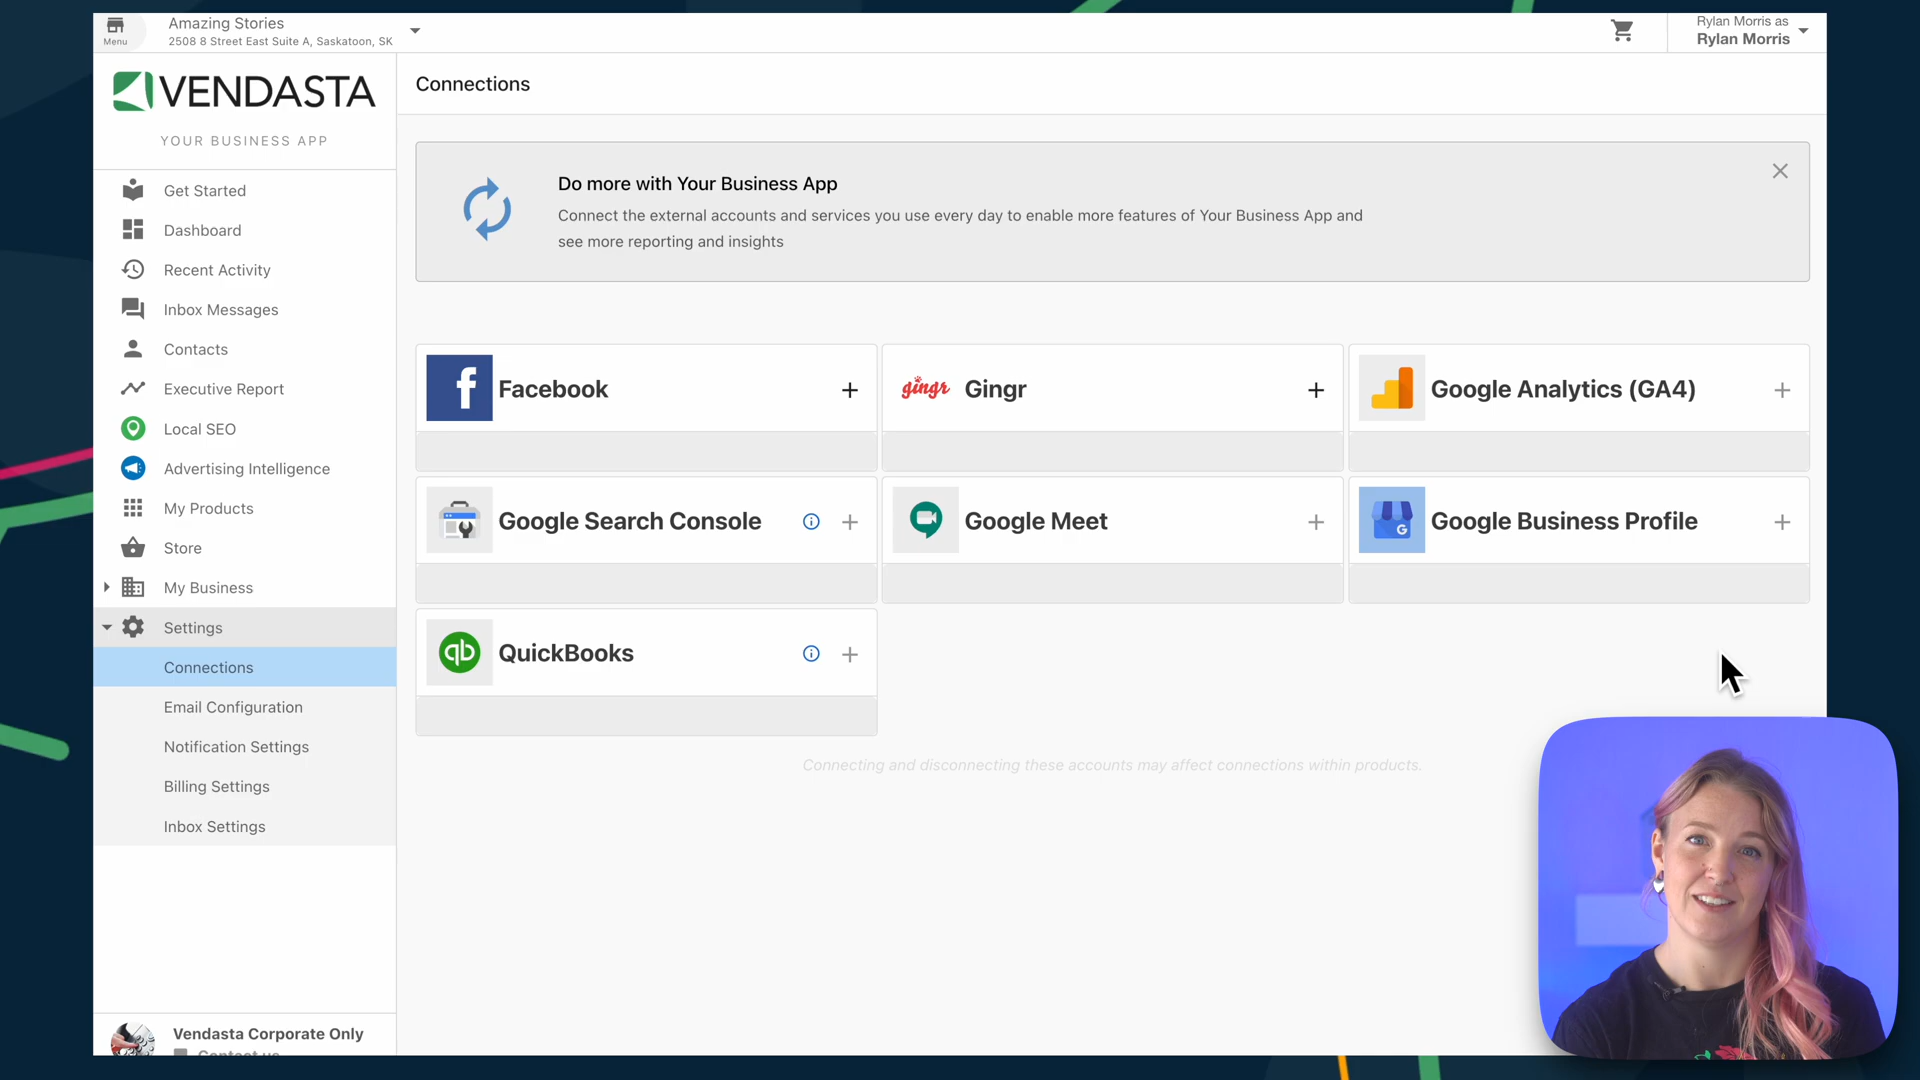 Menu
Amazing Stories
2508 8 Street East Suite A, Saskatoon, SK
Rylan Morris as
Rylan Morris
VENDASTA
YOUR BUSINESS APP
Get Started
Dashboard
Recent Activity
Inbox Messages
Contacts
Executive Report
Local SEO
Advertising Intelligence
My Products
Store
My Business
Settings
Connections
Email Configuration
Notification Settings
Billing Settings
Inbox Settings
Vendasta Corporate Only
Contact us
Connections
Do more with Your Business App
Connect the external accounts and services you use every day to enable more features of Your Business App and
see more reporting and insights
f
Facebook
gingr
Gingr
Google Analytics (GA4)
Google Search Console
Google Meet
G
Google Business Profile
qb
QuickBooks
Connecting and disconnecting these accounts may affect connections within products.